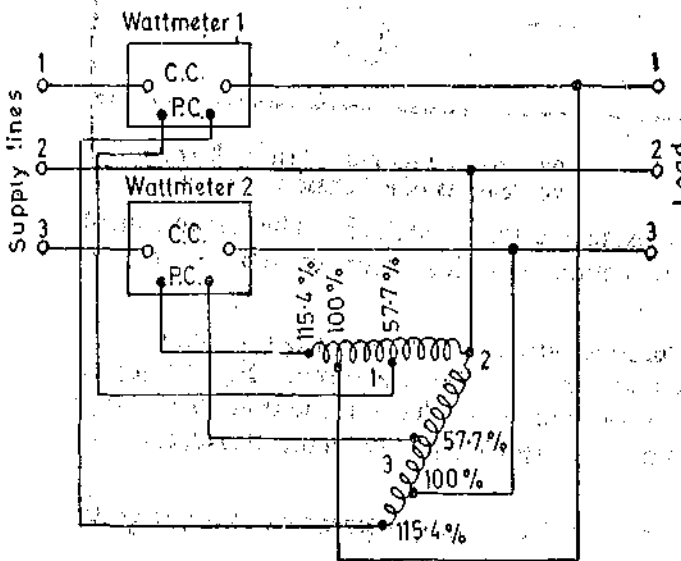 Wattmeter 1
1
C.C.
P.C.
1
Supply lines
2
2
Load
Wattmeter 2
3
C.C.
P.C.
3
115·4%
100%
57·7%
1
2
57·7%
3
100%
115·4%